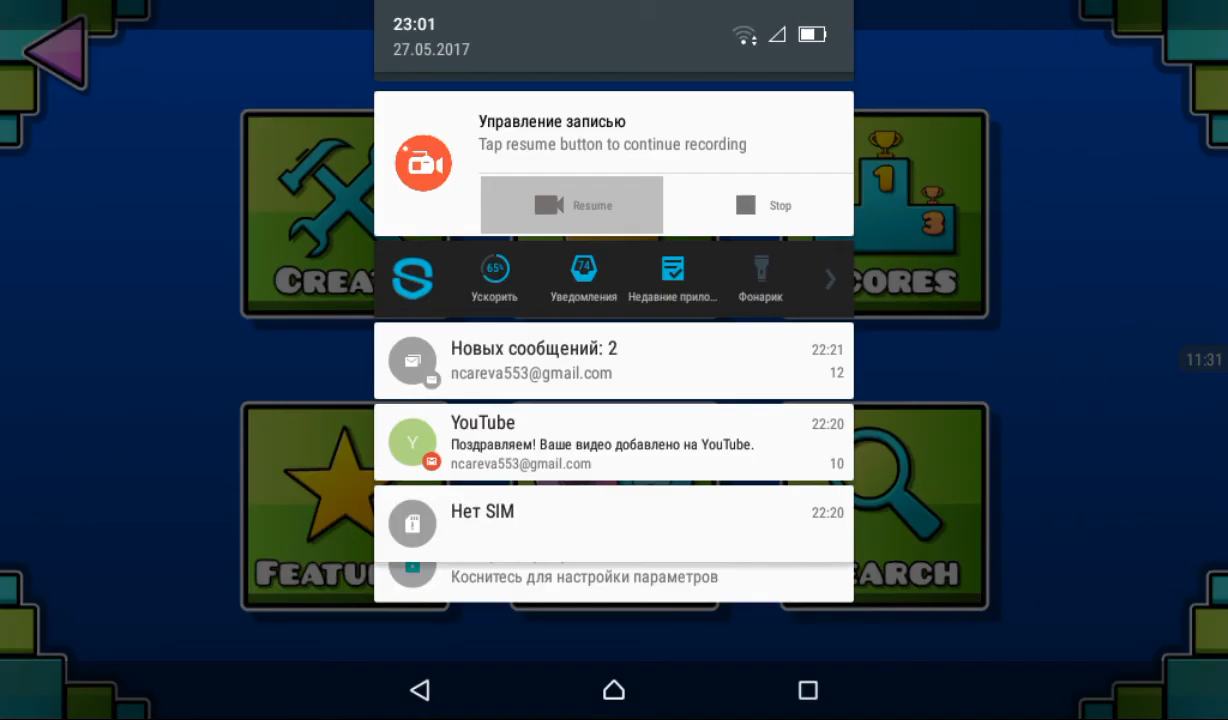 23:01
27.05.2017
Управление записью
Tap resume button to continue recording
Resume
Stop
65%
74
1
3
Ускорить
Уведомления
Недавние прило...
Фонарик
CREA
CORES
Новых сообщений: 2
22:21
ncareva553@gmail.com
12
11:31
YouTube
22:20
Y
Поздравляем! Ваше видео добавлено на YouTube.
ncareva553@gmail.com
10
Нет SIM
22:20
FEATU
EARCH
Коснитесь для настройки параметров